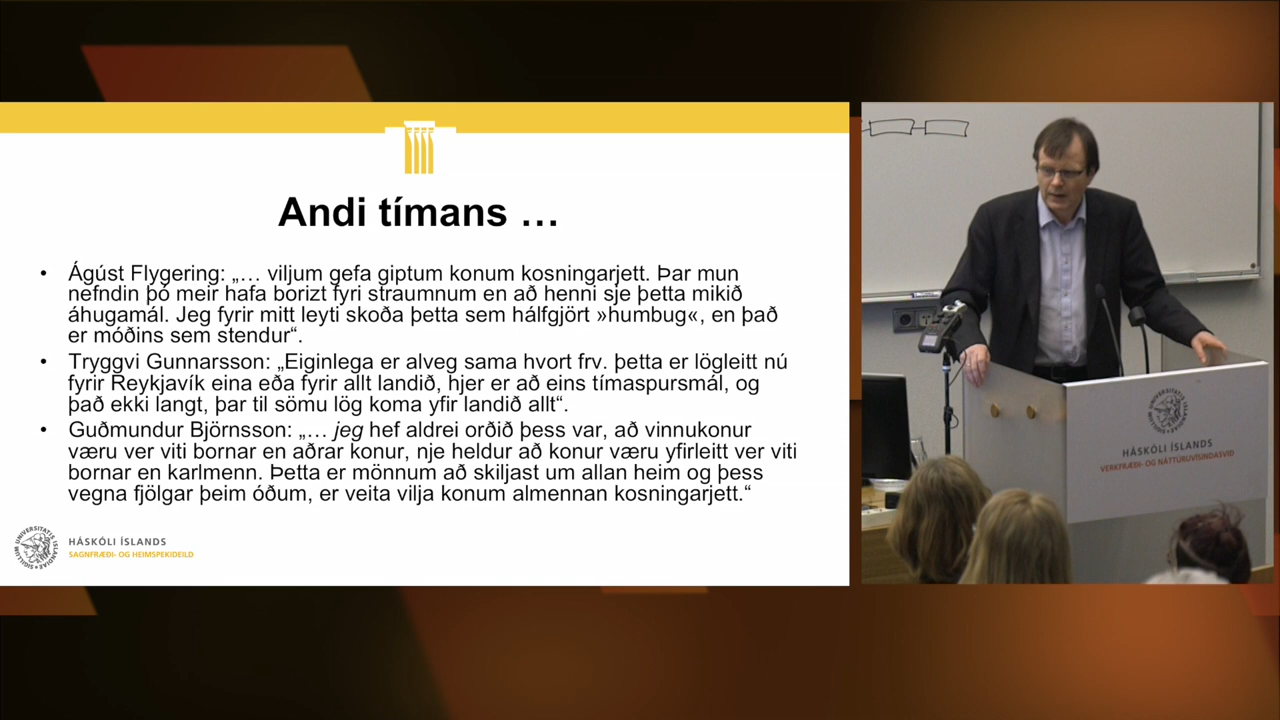 Andi tímans …
• Ágúst Flygering: „… viljum gefa giptum konum kosningarjett. Þar mun
nefndin þó meir hafa borizt fyri straumnum en að henni sje þetta mikið
áhugamál. Jeg fyrir mitt leyti skoða þetta sem hálfgjört »humbug«, en það
er móðins sem stendur“.
• Tryggvi Gunnarsson: „Eiginlega er alveg sama hvort frv. þetta er lögleitt nú
fyrir Reykjavík eina eða fyrir allt landið, hjer er að eins tímaspursmál, og
það ekki langt, þar til sömu lög koma yfir landið allt“.
• Guðmundur Björnsson: „… jeg hef aldrei orðið þess var, að vinnukonur
væru ver viti bornar en aðrar konur, nje heldur að konur væru yfirleitt ver viti
bornar en karlmenn. Þetta er mönnum að skiljast um allan heim og þess
vegna fjölgar þeim óðum, er veita vilja konum almennan kosningarjett.“
SIGILLUM UNIVERSITATIS ISLANDIAE
HÁSKÓLI ÍSLANDS
SAGNFRÆÐI- OG HEIMSPEKIDEILD
HÁSKÓLI ÍSLANDS
VERKFRÆÐI- OG NÁTTÚRUVÍSINDASVIÐ